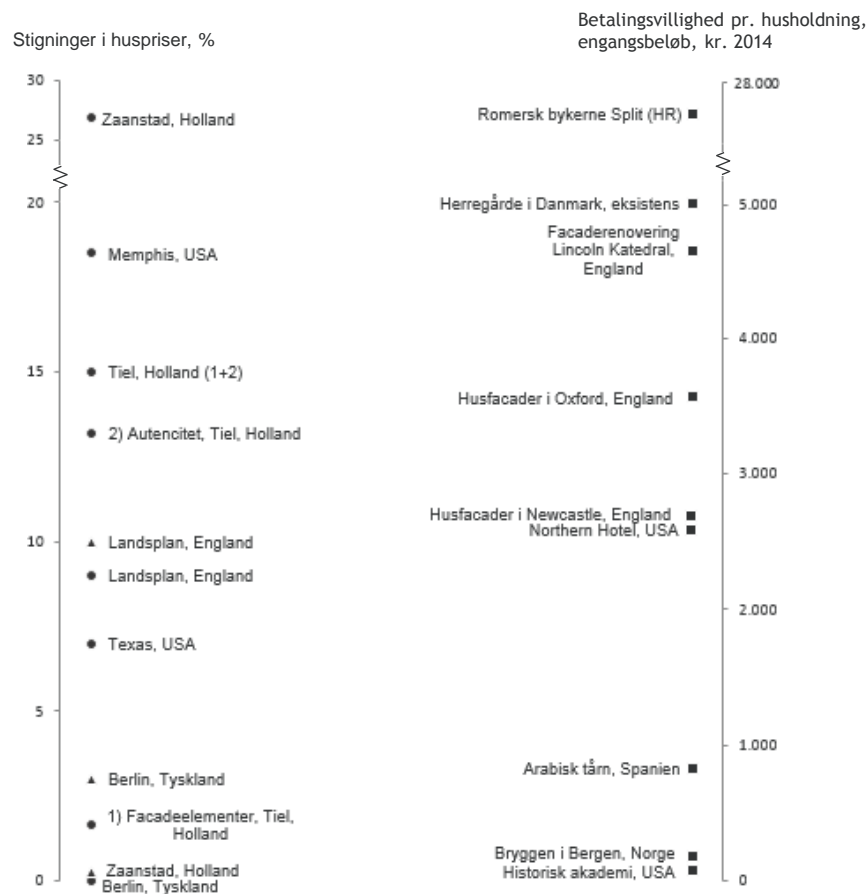 Stigninger i huspriser, %
Betalingsvillighed pr. husholdning,
engangsbeløb, kr. 2014
30
28.000
Zaanstad, Holland
Romersk bykerne Split (HR)
25
20
Herregårde i Danmark, eksistens
5.000
Facaderenovering
Lincoln Katedral,
England
Memphis, USA
4.000
15
Tiel, Holland (1+2)
Husfacader i Oxford, England
2) Autencitet, Tiel, Holland
3.000
Husfacader i Newcastle, England
Northern Hotel, USA
10
Landsplan, England
Landsplan, England
2.000
Texas, USA
5
1.000
Arabisk tårn, Spanien
Berlin, Tyskland
1) Facadeelementer, Tiel,
Holland
Bryggen i Bergen, Norge
Zaanstad, Holland
Historisk akademi, USA
0
Berlin, Tyskland
0